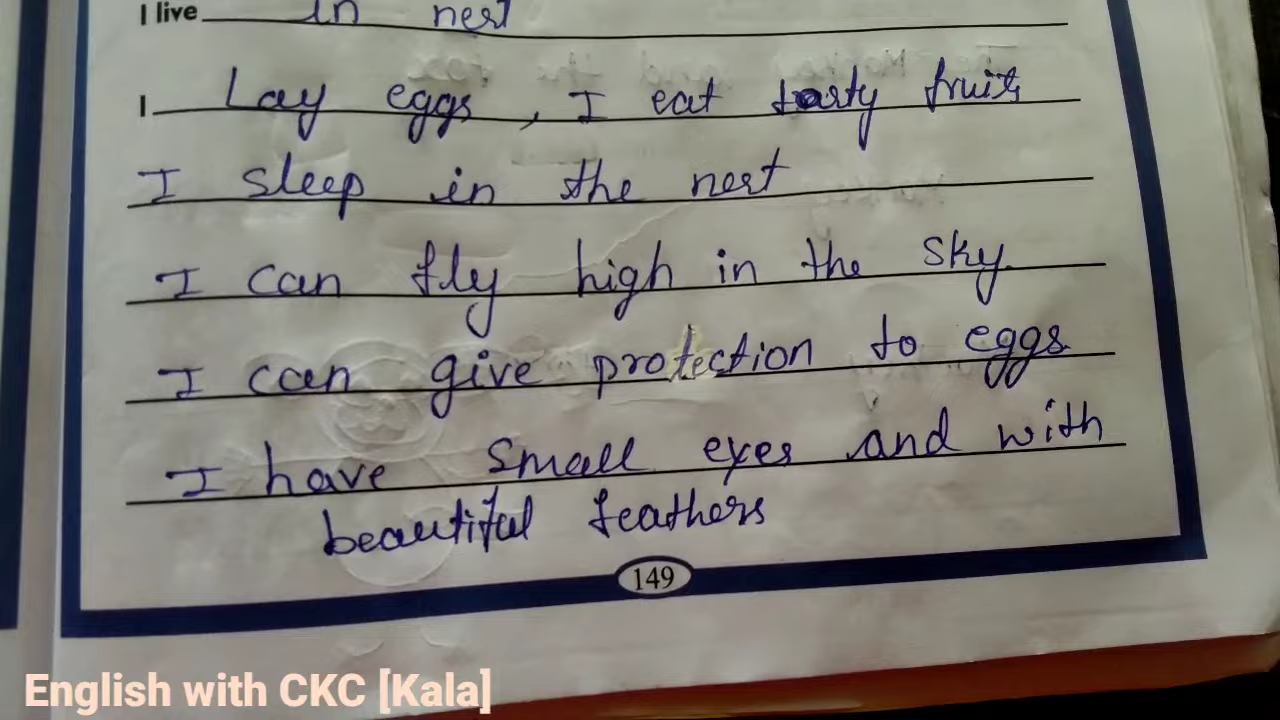 I live in nest
I Lay eggs, I eat tasty fruits
I sleep in the nest
I can fly high in the sky.
I can give protection to eggs
I have small eyes and with
beautiful feathers
149
English with CKC [Kala]